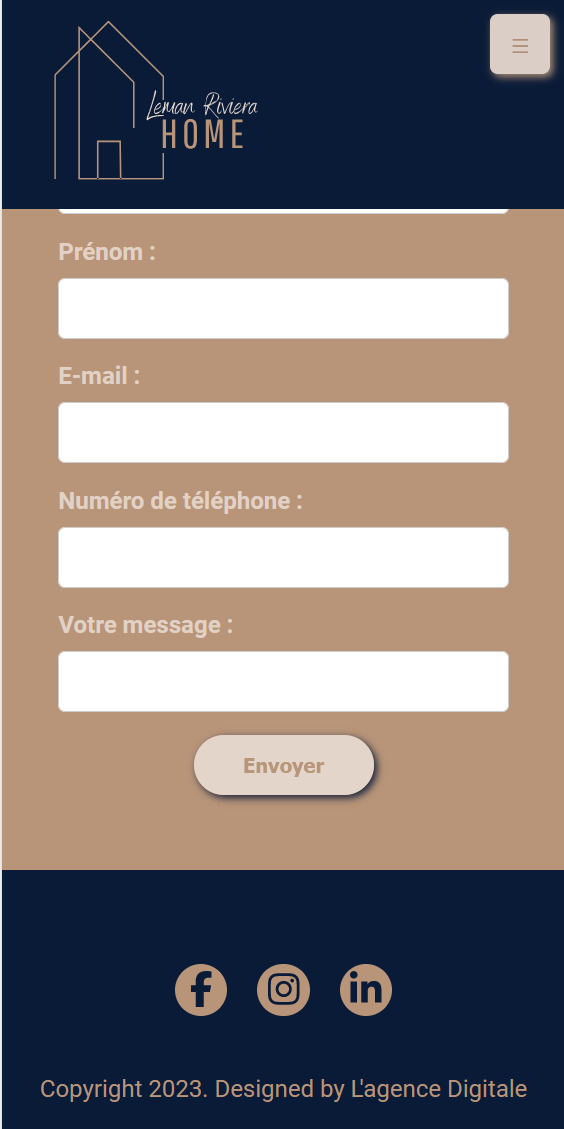 Leman Riviera
HOME
Prénom :
E-mail :
Numéro de téléphone :
Votre message :
Envoyer
Copyright 2023. Designed by L'agence Digitale